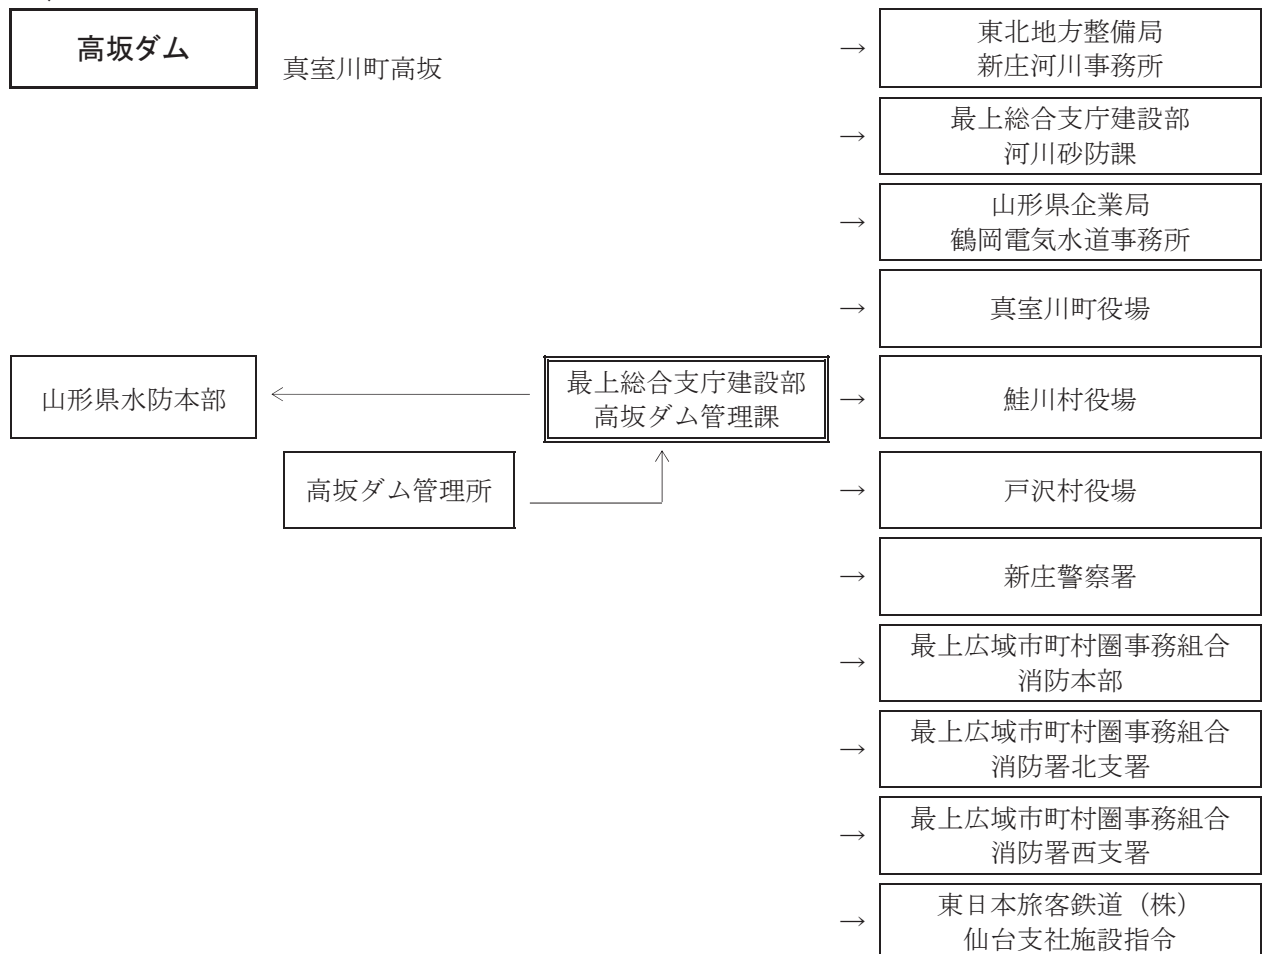 高坂ダム
真室川町高坂
→
東北地方整備局
新庄河川事務所
→
最上総合支庁建設部
河川砂防課
→
山形県企業局
鶴岡電気水道事務所
→
真室川町役場
山形県水防本部
最上総合支庁建設部
高坂ダム管理課
→
鮭川村役場
高坂ダム管理所
→
戸沢村役場
→
新庄警察署
→
最上広域市町村圏事務組合
消防本部
→
最上広域市町村圏事務組合
消防署北支署
→
最上広域市町村圏事務組合
消防署西支署
→
東日本旅客鉄道（株）
仙台支社施設指令